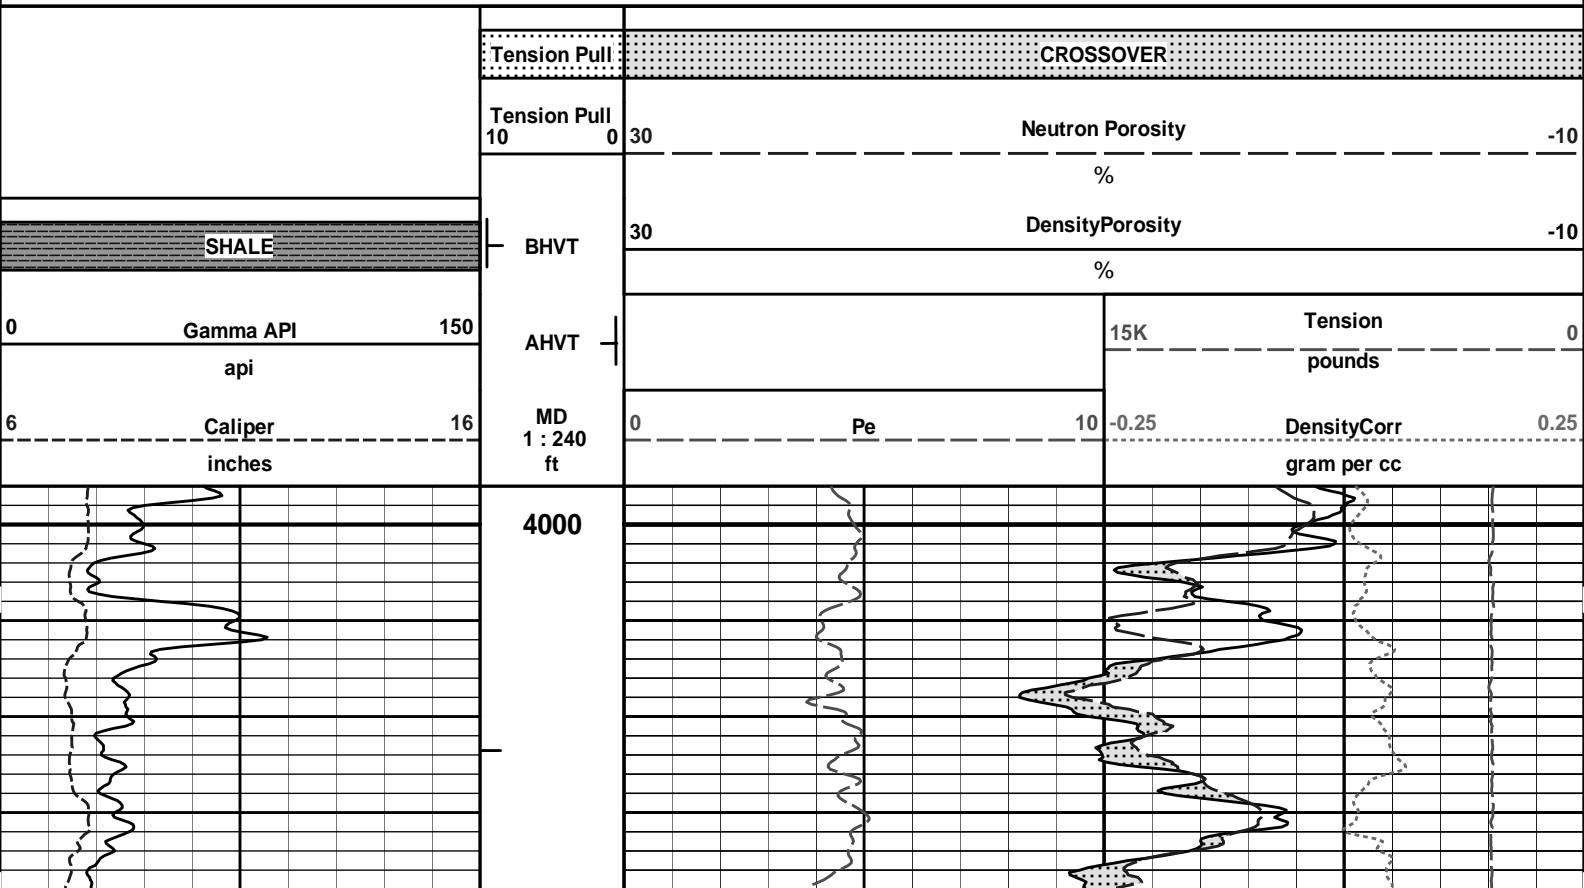 Tension Pull
CROSSOVER
Tension Pull
10 0
30 Neutron Porosity -10
%
SHALE
BHVT
30 DensityPorosity -10
%
0 Gamma API 150
api
AHVT
15K Tension 0
pounds
6 Caliper 16
inches
MD
1 : 240
ft
0 Pe 10
-0.25 DensityCorr 0.25
gram per cc
4000